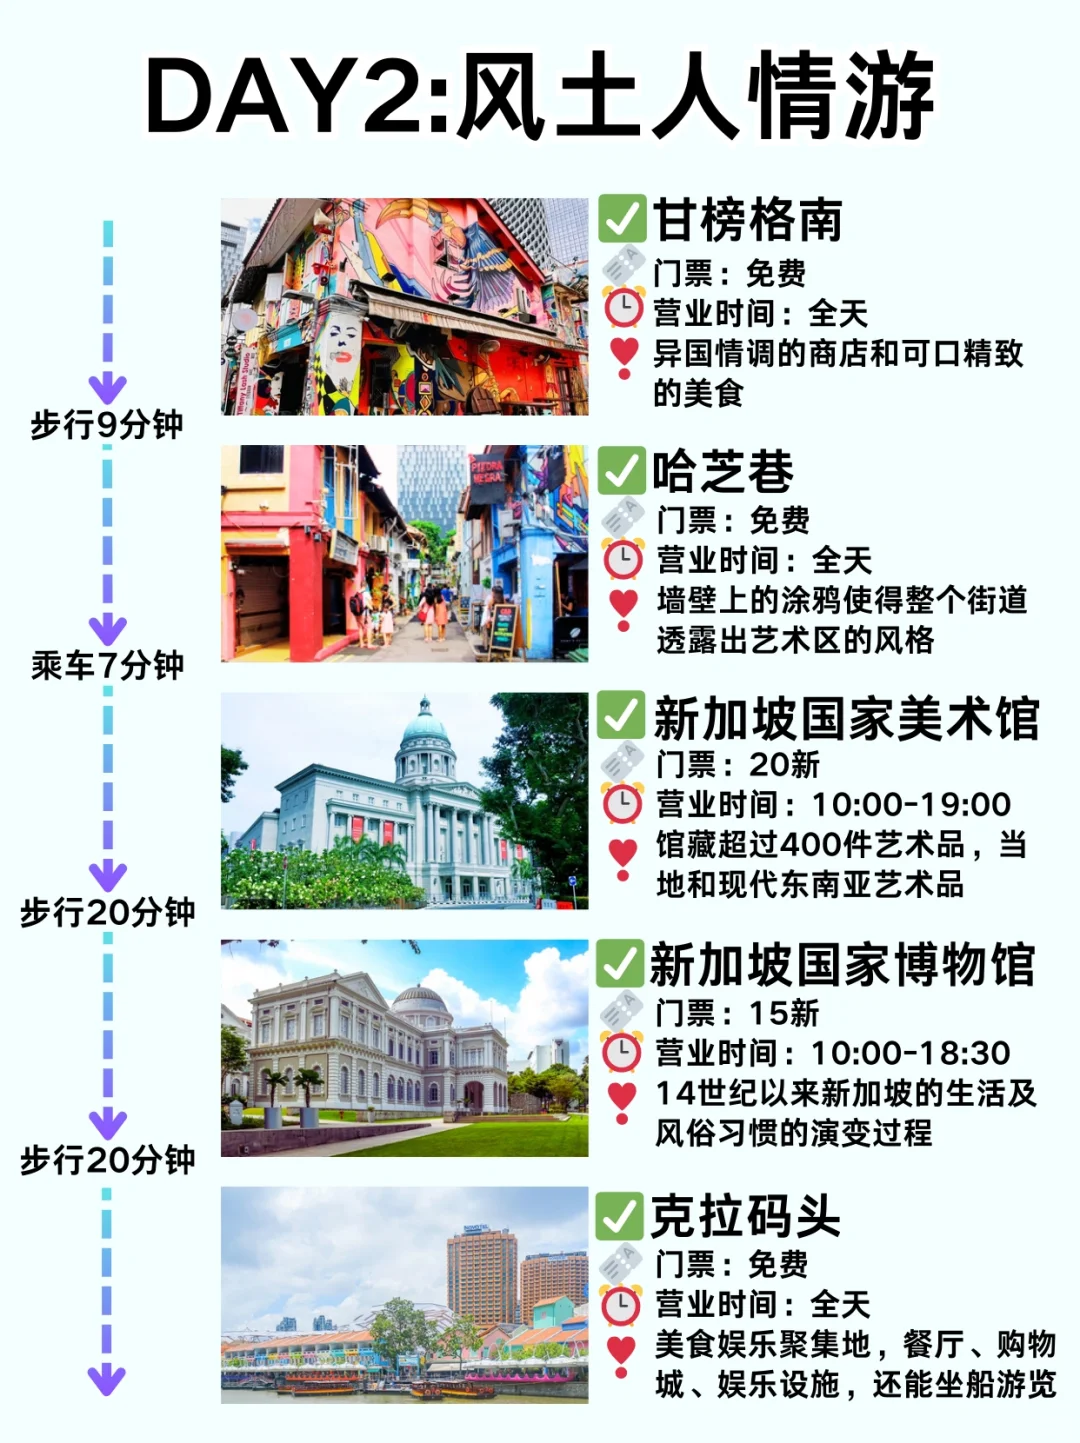 DAY2:风土人情游
甘榜格南
门票：免费
营业时间：全天
异国情调的商店和可口精致
的美食
步行9分钟
哈芝巷
门票：免费
营业时间：全天
墙壁上的涂鸦使得整个街道
透露出艺术区的风格
PIEDRA
NEGRA
乘车7分钟
新加坡国家美术馆
门票：20新
营业时间：10:00-19:00
馆藏超过400件艺术品，当
地和现代东南亚艺术品
步行20分钟
新加坡国家博物馆
门票：15新
营业时间：10:00-18:30
14世纪以来新加坡的生活及
风俗习惯的演变过程
步行20分钟
克拉码头
门票：免费
营业时间：全天
美食娱乐聚集地，餐厅、购物
城、娱乐设施，还能坐船游览